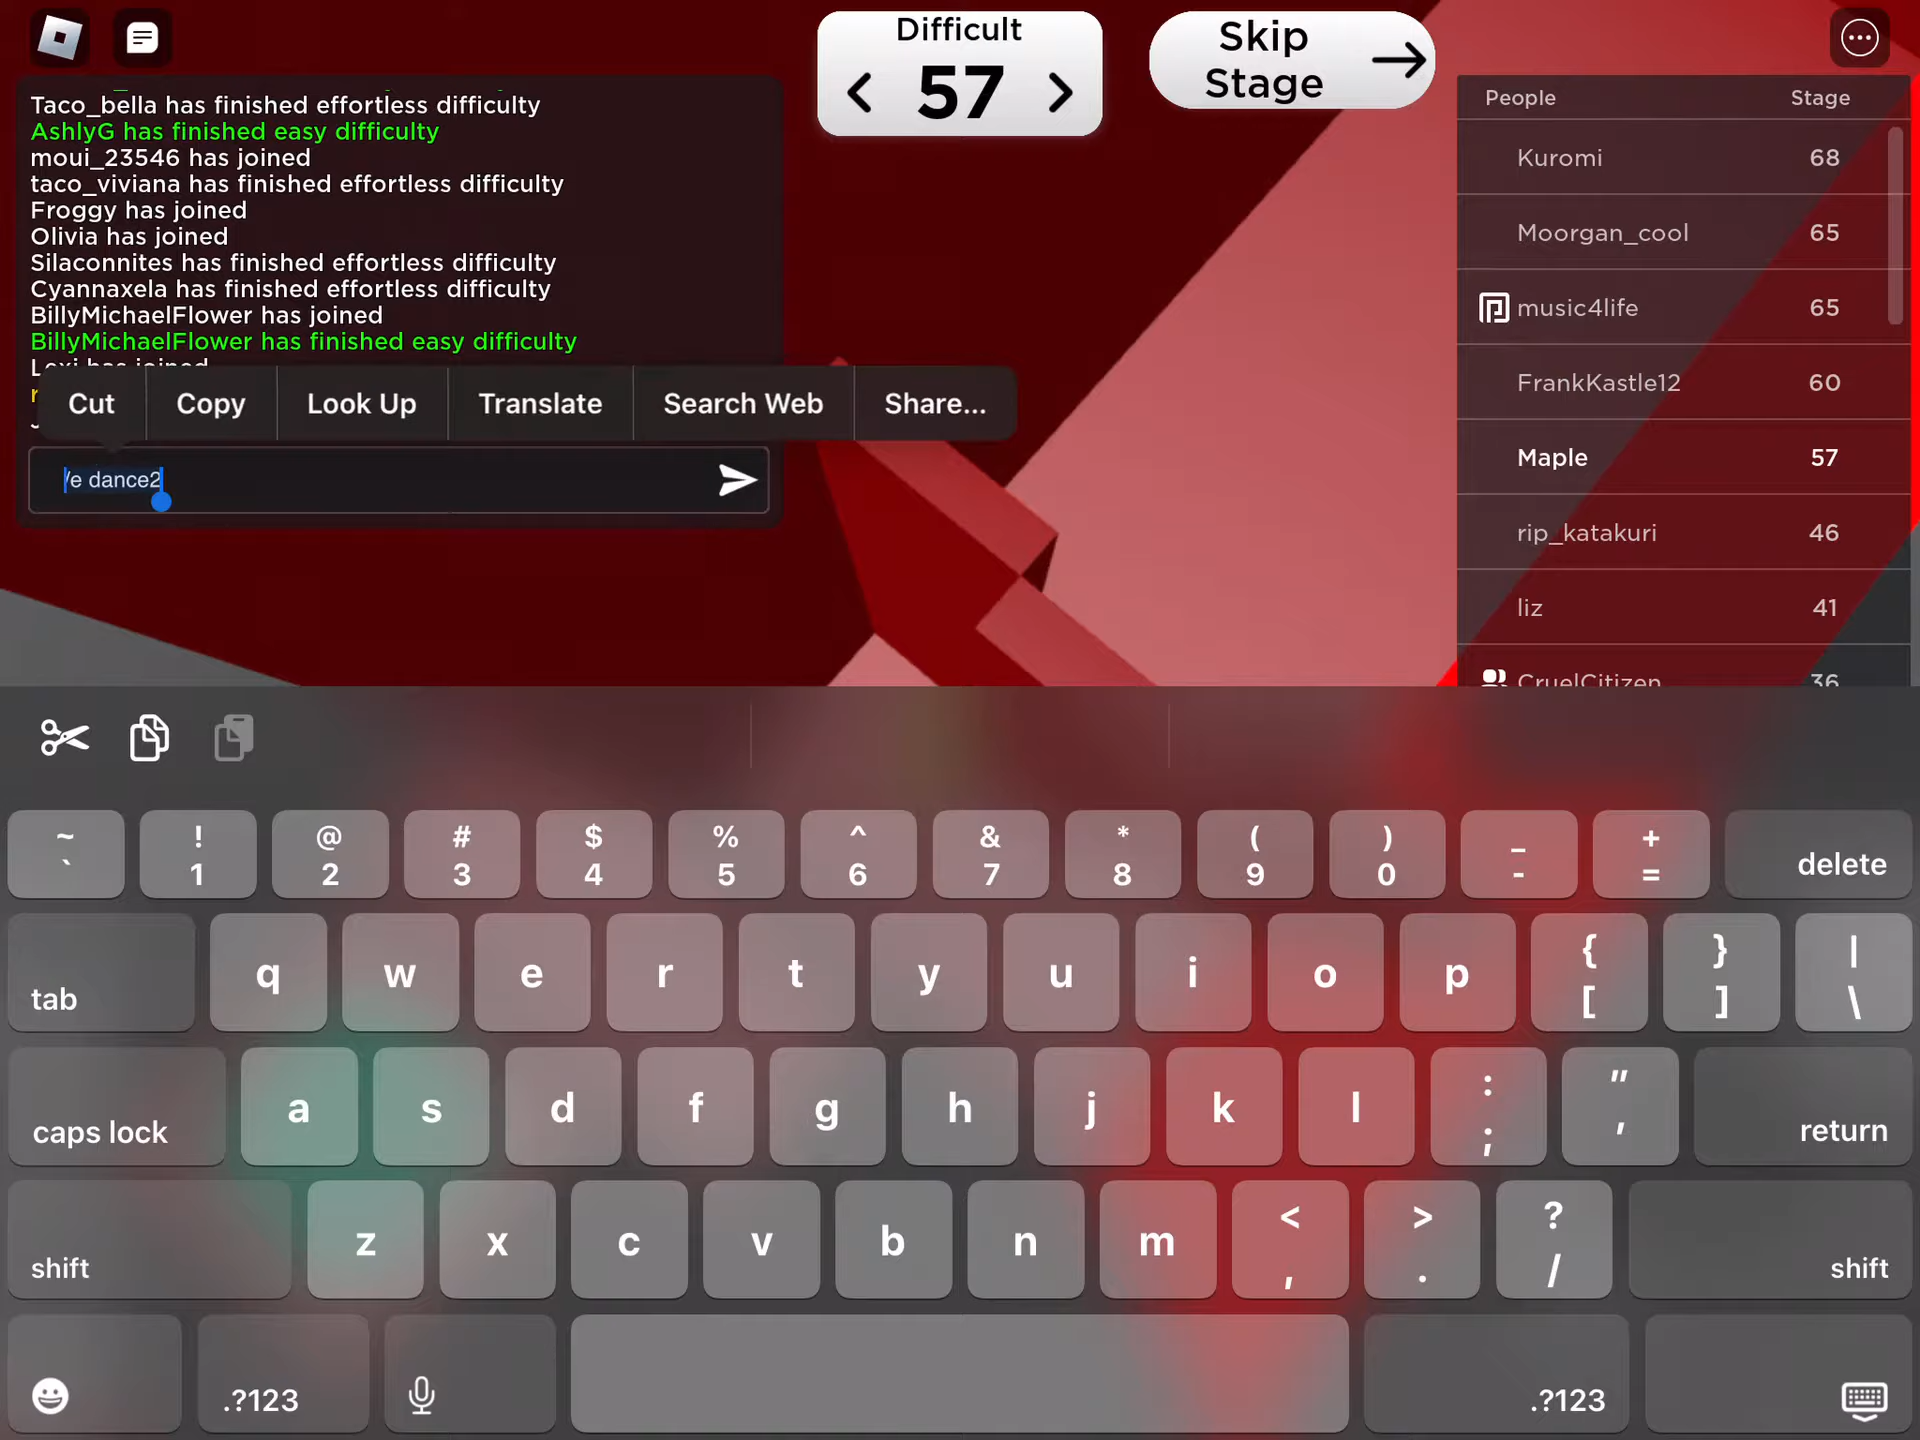 Difficult
< 57 >
Skip
Stage
Taco_bella has finished effortless difficulty
AshlyG has finished easy difficulty
moui_23546 has joined
taco_viviana has finished effortless difficulty
Froggy has joined
Olivia has joined
Silaconnites has finished effortless difficulty
Cyannaxela has finished effortless difficulty
BillyMichaelFlower has joined
BillyMichaelFlower has finished easy difficulty
Lexi has joined
Cut Copy Look Up Translate Search Web Share...
/e dance2
People Stage
Kuromi 68
Moorgan_cool 65
music4life 65
FrankKastle12 60
Maple 57
rip_katakuri 46
liz 41
CruelCitizen 36
~ ! @ # $ % ^ & * ( ) _ +
` 1 2 3 4 5 6 7 8 9 0 - = delete
tab q w e r t y u i o p { [ } ] | \
caps lock a s d f g h j k l : ; " ' return
shift z x c v b n m < , > . ? / shift
.?123 .?123